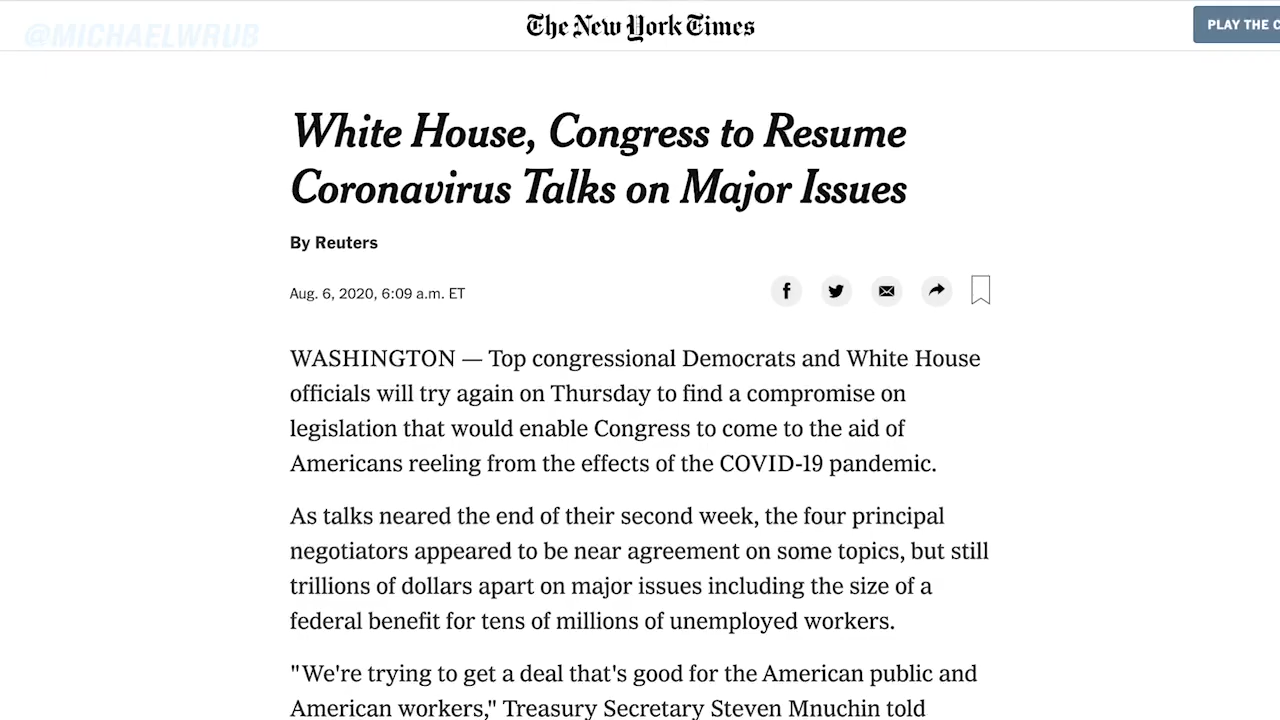 @MICHAELWRUB
The New York Times
PLAY THE C
White House, Congress to Resume
Coronavirus Talks on Major Issues
By Reuters
Aug. 6, 2020, 6:09 a.m. ET
WASHINGTON — Top congressional Democrats and White House
officials will try again on Thursday to find a compromise on
legislation that would enable Congress to come to the aid of
Americans reeling from the effects of the COVID-19 pandemic.
As talks neared the end of their second week, the four principal
negotiators appeared to be near agreement on some topics, but still
trillions of dollars apart on major issues including the size of a
federal benefit for tens of millions of unemployed workers.
"We're trying to get a deal that's good for the American public and
American workers," Treasury Secretary Steven Mnuchin told